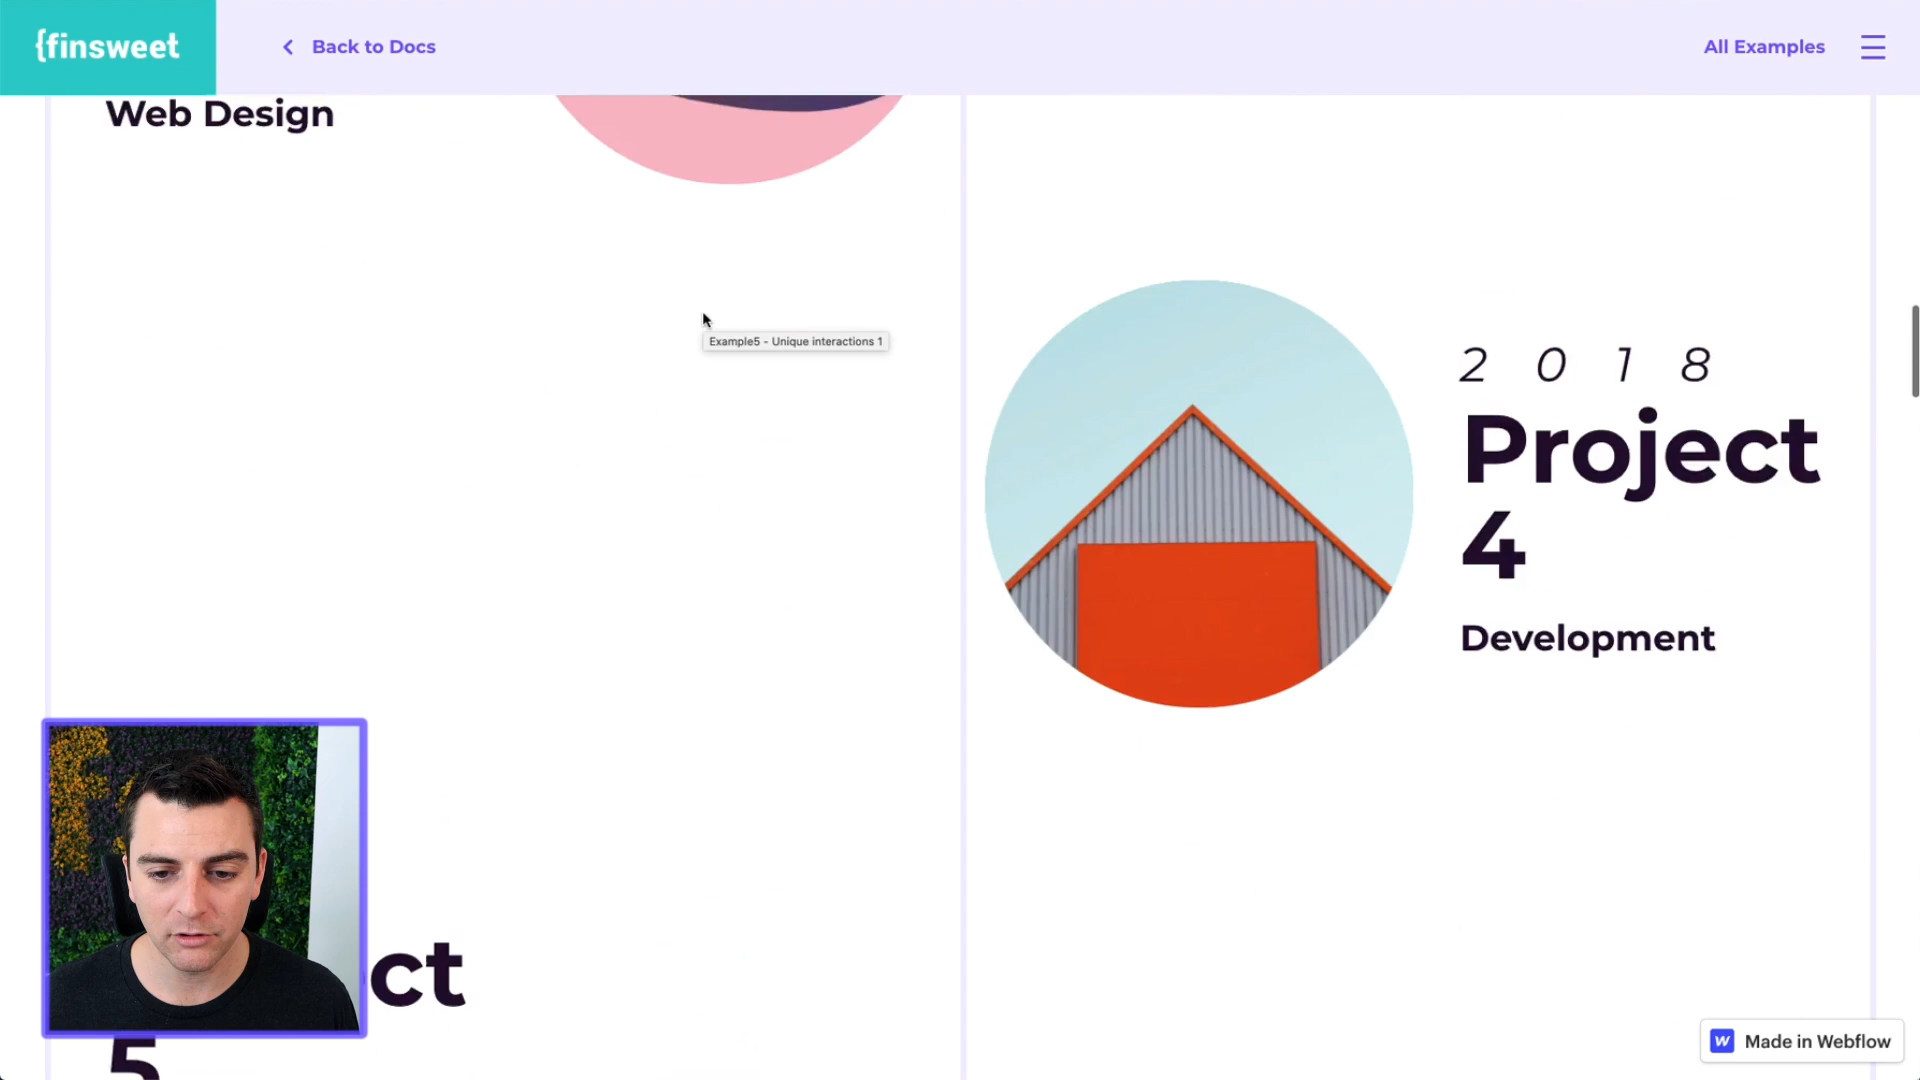 {finsweet
Back to Docs
All Examples
Web Design
Example5 - Unique interactions 1
2 0 1 8
Project
4
Development
ct
5
Made in Webflow